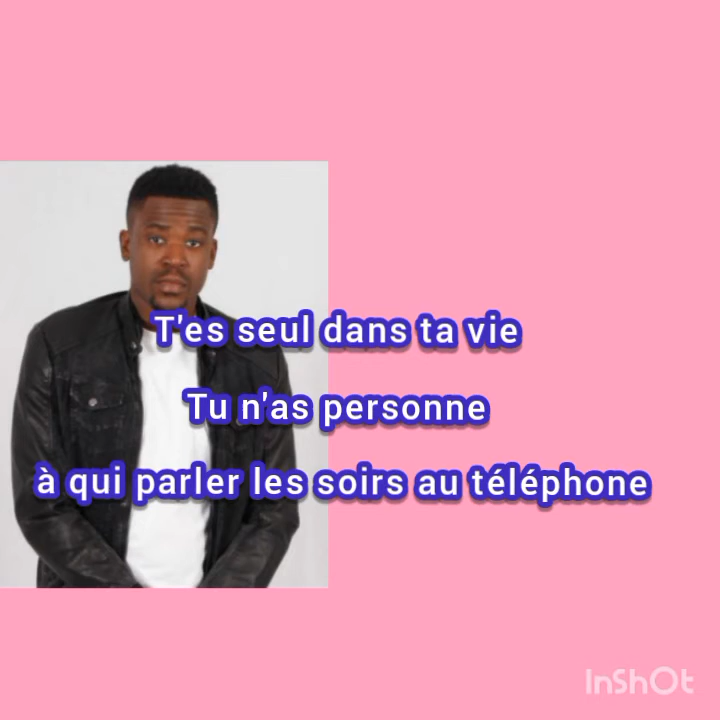 T'es seul dans ta vie
Tu n'as personne
à qui parler les soirs au téléphone
InShOt